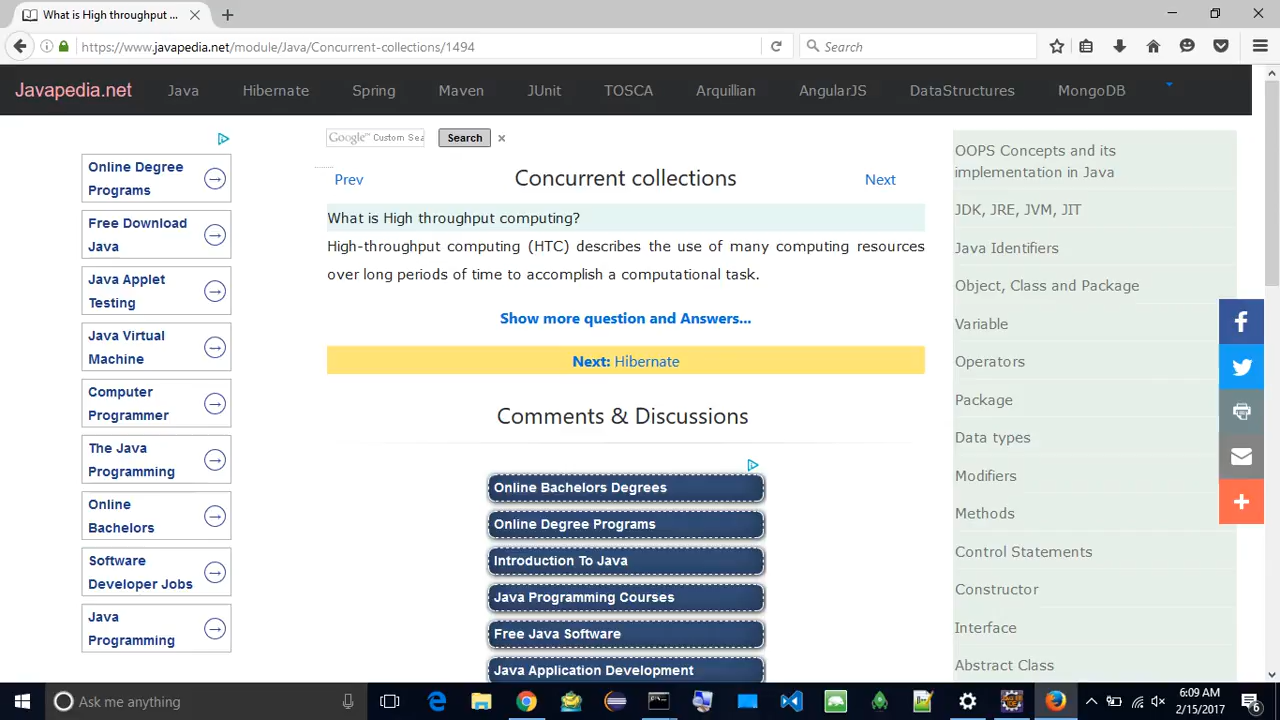 What is High throughput ...
https://www.javapedia.net/module/Java/Concurrent-collections/1494
Search
Javapedia.net Java Hibernate Spring Maven JUnit TOSCA Arquillian AngularJS DataStructures MongoDB
Online Degree
Programs
Free Download
Java
Java Applet
Testing
Java Virtual
Machine
Computer
Programmer
The Java
Programming
Online
Bachelors
Software
Developer Jobs
Java
Programming
Google™ Custom Sea
Search ×
Prev Concurrent collections Next
What is High throughput computing?
High-throughput computing (HTC) describes the use of many computing resources
over long periods of time to accomplish a computational task.
Show more question and Answers...
Next: Hibernate
Comments & Discussions
Online Bachelors Degrees
Online Degree Programs
Introduction To Java
Java Programming Courses
Free Java Software
Java Application Development
OOPS Concepts and its
implementation in Java
JDK, JRE, JVM, JIT
Java Identifiers
Object, Class and Package
Variable
Operators
Package
Data types
Modifiers
Methods
Control Statements
Constructor
Interface
Abstract Class
Ask me anything
6:09 AM
2/15/2017
6